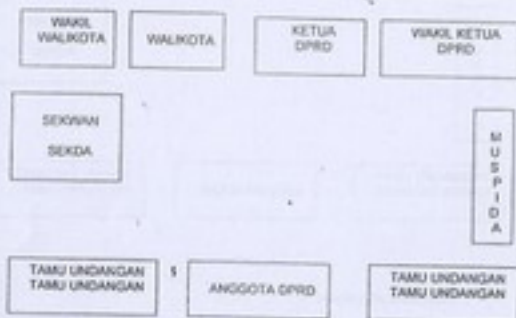 WAKIL
WALIKOTA
WALIKOTA
KETUA
DPRD
WAKIL KETUA
DPRD
SEKWAN
SEKDA
M
U
S
P
I
D
A
TAMU UNDANGAN
TAMU UNDANGAN
s
ANGGOTA DPRD
TAMU UNDANGAN
TAMU UNDANGAN